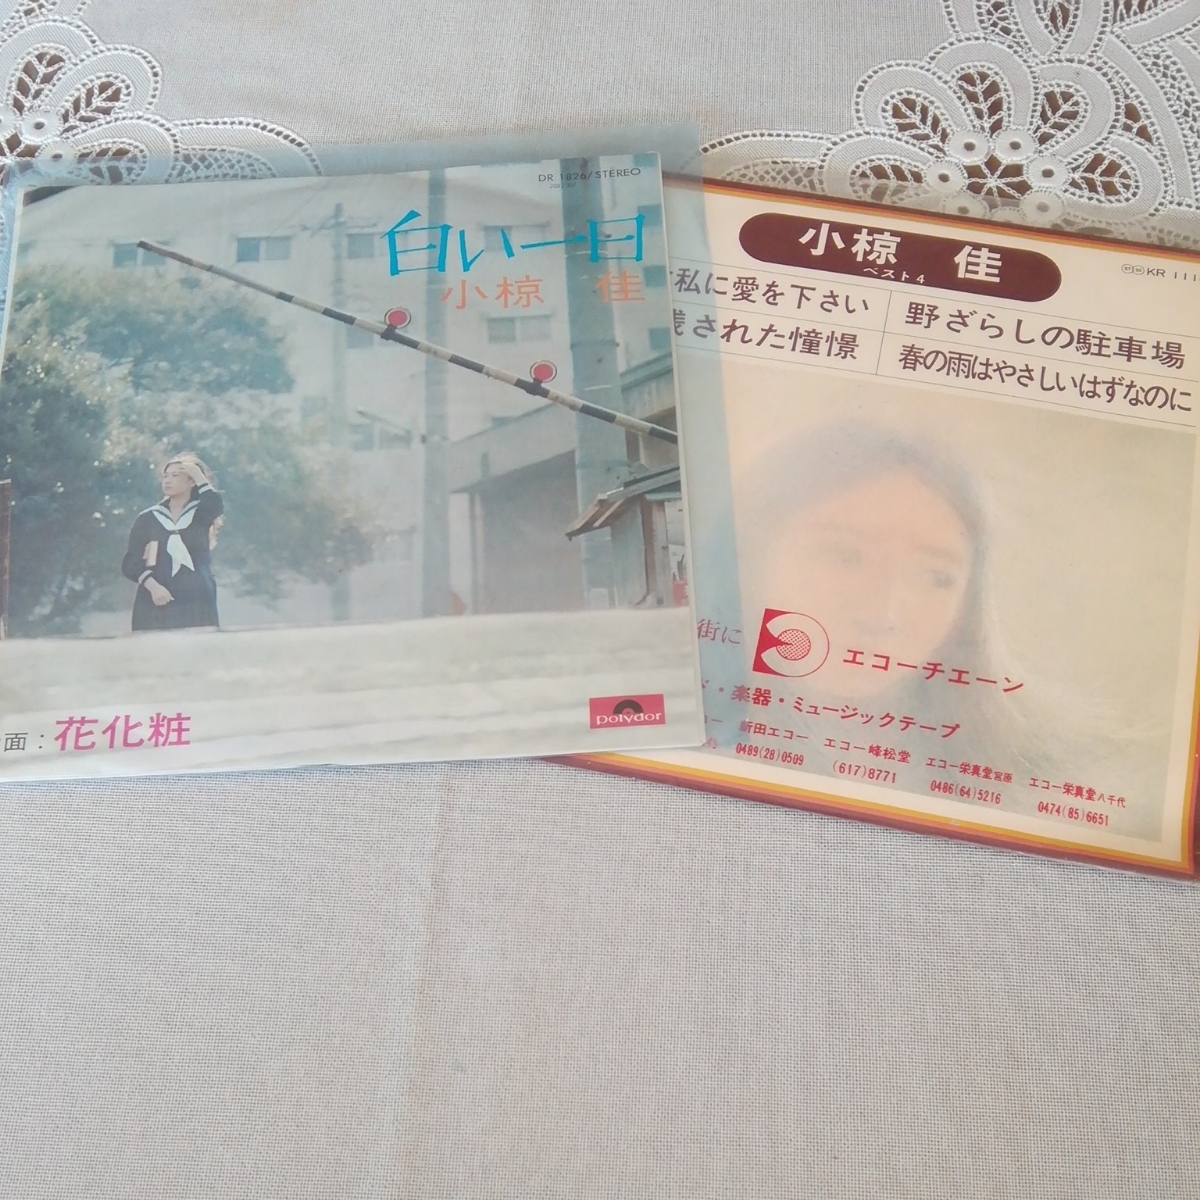 DR 1826/STEREO
白い一日
小椋 佳
面:花化粧
polydor
小椋 佳
ベスト4
KR 111
私に愛を下さい
残された憧憬
野ざらしの駐車場
春の雨はやさしいはずなのに
街に
エコーチエーン
・楽器・ミュージックテープ
新田エコー
0489(28)0509
エコー峰松堂
(617)8771
エコー栄真堂宮原
0486(64)5216
エコー栄真堂八千代
0474(85)6651